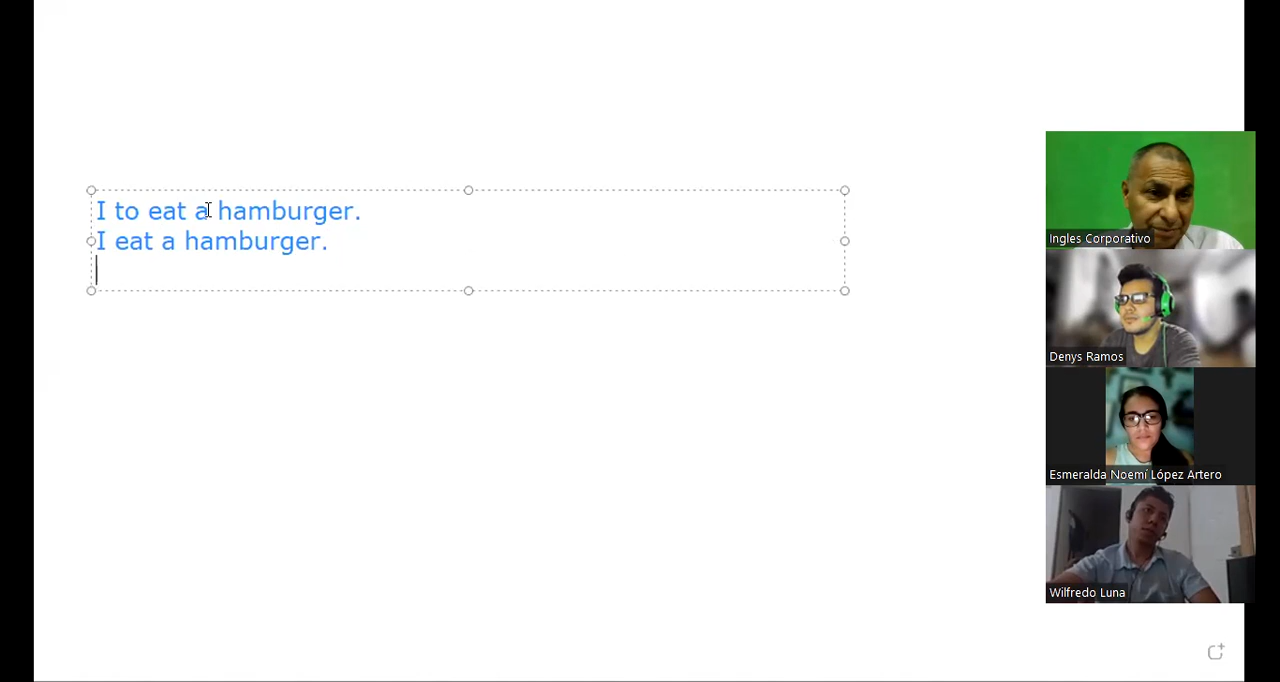 I to eat a hamburger.
I eat a hamburger.
Ingles Corporativo
Denys Ramos
Esmeralda Noemí López Artero
Wilfredo Luna